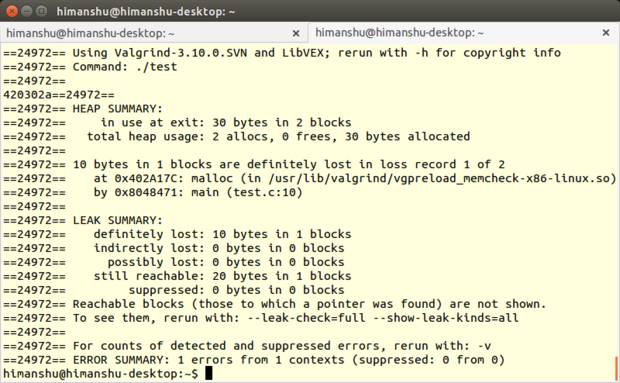 himanshu@himanshu-desktop: ~
himanshu@himanshu-desktop: ~ × himanshu@himanshu-desktop: ~ ×
==24972== Using Valgrind-3.10.0.SVN and LibVEX; rerun with -h for copyright info
==24972== Command: ./test
==24972==
420302a==24972==
==24972== HEAP SUMMARY:
==24972==     in use at exit: 30 bytes in 2 blocks
==24972==   total heap usage: 2 allocs, 0 frees, 30 bytes allocated
==24972==
==24972== 10 bytes in 1 blocks are definitely lost in loss record 1 of 2
==24972==    at 0x402A17C: malloc (in /usr/lib/valgrind/vgpreload_memcheck-x86-linux.so)
==24972==    by 0x8048471: main (test.c:10)
==24972==
==24972== LEAK SUMMARY:
==24972==    definitely lost: 10 bytes in 1 blocks
==24972==    indirectly lost: 0 bytes in 0 blocks
==24972==      possibly lost: 0 bytes in 0 blocks
==24972==    still reachable: 20 bytes in 1 blocks
==24972==         suppressed: 0 bytes in 0 blocks
==24972== Reachable blocks (those to which a pointer was found) are not shown.
==24972== To see them, rerun with: --leak-check=full --show-leak-kinds=all
==24972==
==24972== For counts of detected and suppressed errors, rerun with: -v
==24972== ERROR SUMMARY: 1 errors from 1 contexts (suppressed: 0 from 0)
himanshu@himanshu-desktop:~$